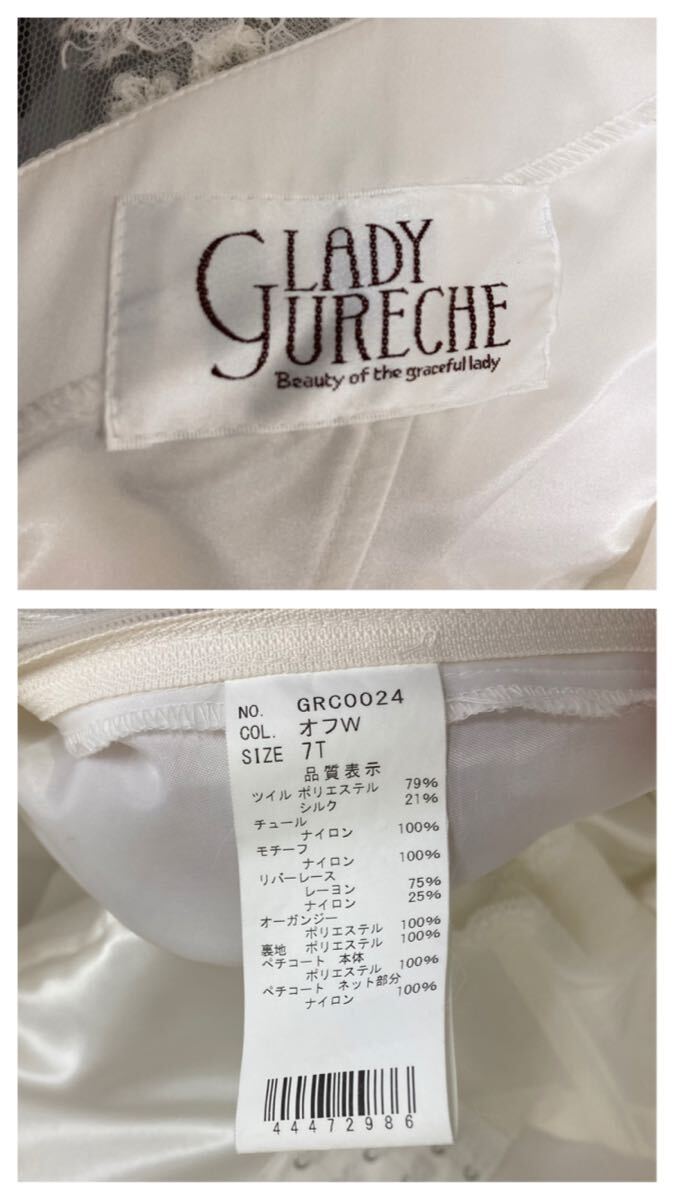 LADY
GURECHE
Beauty of the graceful lady
NO. GRC0024
COL. オフW
SIZE 7T
品質表示
ツイル ポリエステル 79%
シルク 21%
チュール
ナイロン 100%
モチーフ
ナイロン 100%
リバーレース
レーヨン 75%
ナイロン 25%
オーガンジー
ポリエステル 100%
裏地 ポリエステル 100%
ペチコート 本体
ポリエステル 100%
ペチコート ネット部分
ナイロン 100%
44472986